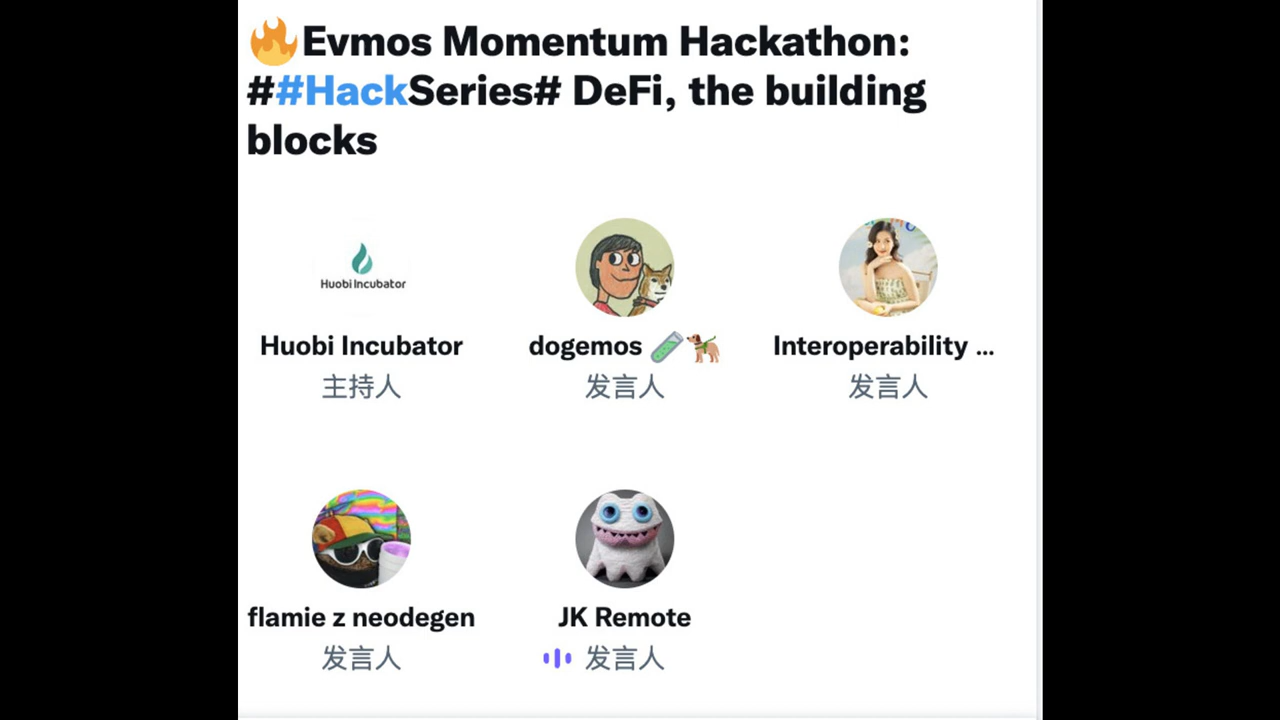 🔥Evmos Momentum Hackathon:
##HackSeries# DeFi, the building
blocks
Huobi Incubator
Huobi Incubator
主持人
dogemos 🧪🐕‍🦺
发言人
Interoperability ...
发言人
flamie z neodegen
发言人
JK Remote
发言人